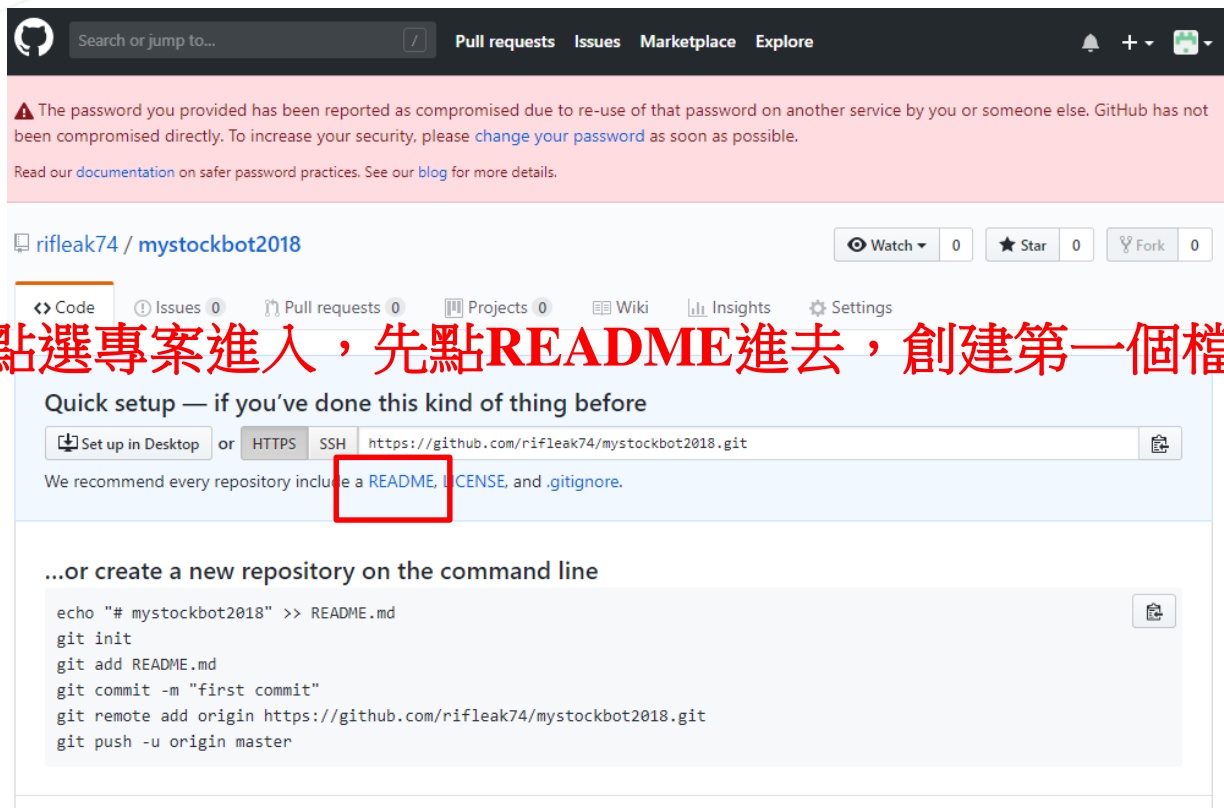 Search or jump to... / Pull requests Issues Marketplace Explore
The password you provided has been reported as compromised due to re-use of that password on another service by you or someone else. GitHub has not
been compromised directly. To increase your security, please change your password as soon as possible.
Read our documentation on safer password practices. See our blog for more details.
rifleak74 / mystockbot2018 Watch 0 Star 0 Fork 0
Code Issues 0 Pull requests 0 Projects 0 Wiki Insights Settings
點選專案進入，先點README進去，創建第一個檔
Quick setup — if you’ve done this kind of thing before
Set up in Desktop or HTTPS SSH https://github.com/rifleak74/mystockbot2018.git
We recommend every repository include a README, LICENSE, and .gitignore.
…or create a new repository on the command line
echo "# mystockbot2018" >> README.md
git init
git add README.md
git commit -m "first commit"
git remote add origin https://github.com/rifleak74/mystockbot2018.git
git push -u origin master